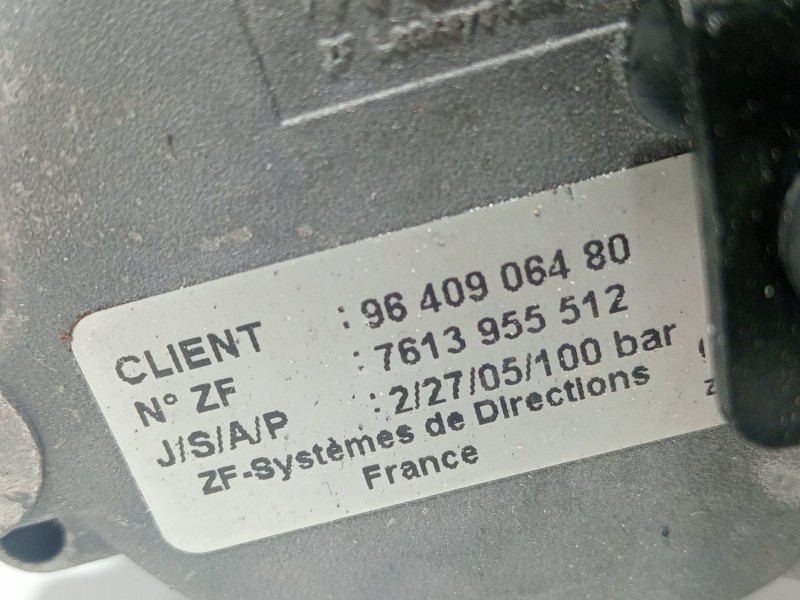 CLIENT : 96 409 064 80
N° ZF : 7613 955 512
J/S/A/P : 2/27/05/100 bar
ZF-Systèmes de Directions
France